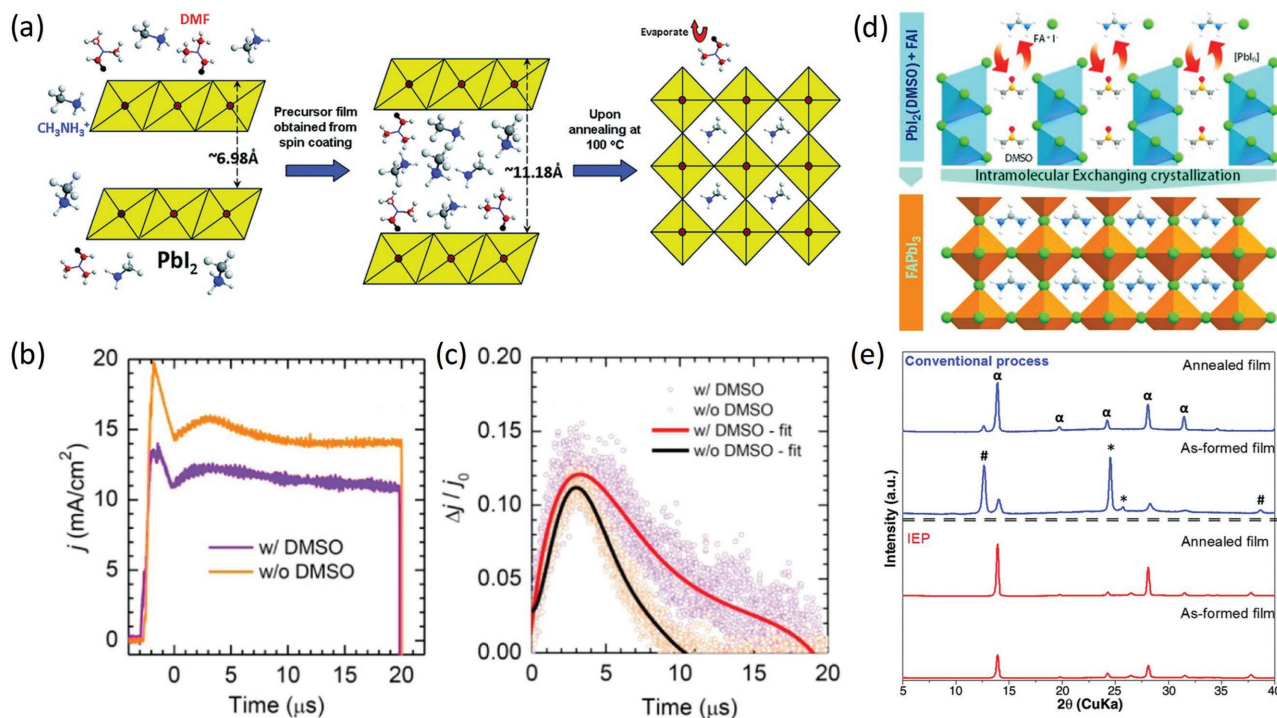 (a)
DMF
CH3NH3+
~6.98Å
PbI2
Precursor film
obtained from
spin coating
~11.18Å
Upon
annealing at
100 °C
Evaporate
(d)
PbI2(DMSO) + FAI
FA+ I-
[PbI6]
DMSO
Intramolecular Exchanging crystallization
FAPbI3
(b)
j (mA/cm2)
20
15
10
5
0
w/ DMSO
w/o DMSO
0
5
10
15
20
Time (μs)
(c)
Δj / j0
0.20
0.15
0.10
0.05
0.00
w/ DMSO
w/o DMSO
w/ DMSO - fit
w/o DMSO - fit
0
5
10
15
20
Time (μs)
(e)
Intensity (a.u.)
Conventional process
Annealed film
α
α
α
α
α
As-formed film
#
*
*
#
IEP
Annealed film
As-formed film
5
10
15
20
25
30
35
40
2θ (CuKa)